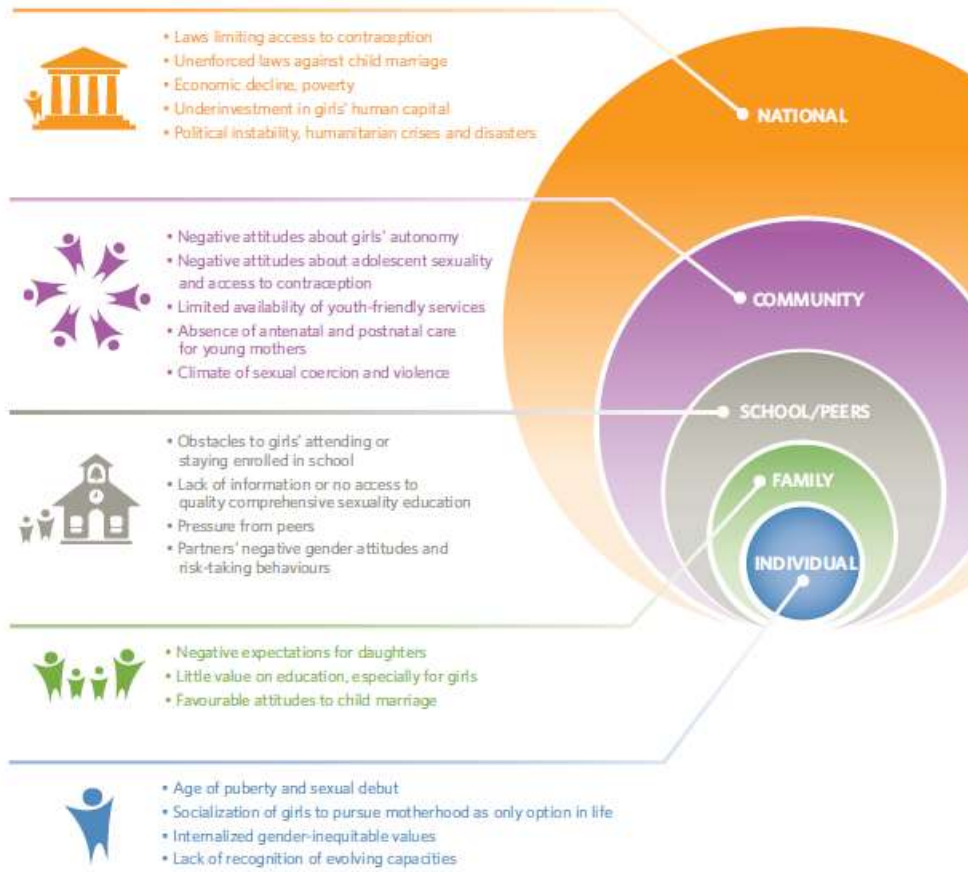 • Laws limiting access to contraception
• Unenforced laws against child marriage
• Economic decline, poverty
• Underinvestment in girls' human capital
• Political instability, humanitarian crises and disasters
NATIONAL
• Negative attitudes about girls' autonomy
• Negative attitudes about adolescent sexuality
and access to contraception
• Limited availability of youth-friendly services
• Absence of antenatal and postnatal care
for young mothers
• Climate of sexual coercion and violence
COMMUNITY
• Obstacles to girls' attending or
staying enrolled in school
• Lack of information or no access to
quality comprehensive sexuality education
• Pressure from peers
• Partners' negative gender attitudes and
risk-taking behaviours
SCHOOL/PEERS
• Negative expectations for daughters
• Little value on education, especially for girls
• Favourable attitudes to child marriage
FAMILY
• Age of puberty and sexual debut
• Socialization of girls to pursue motherhood as only option in life
• Internalized gender-inequitable values
• Lack of recognition of evolving capacities
INDIVIDUAL